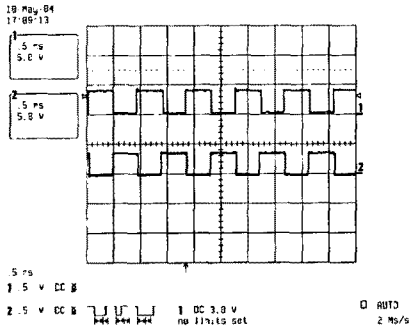 18 May-04
17:09:13
1
.5 ms
5.0 V
2
.5 ms
5.0 V
1
2
.5 ms
1 .5 V DC
2 .5 V DC
1 DC 3.0 V
no limits set
AUTO
2 Ms/s